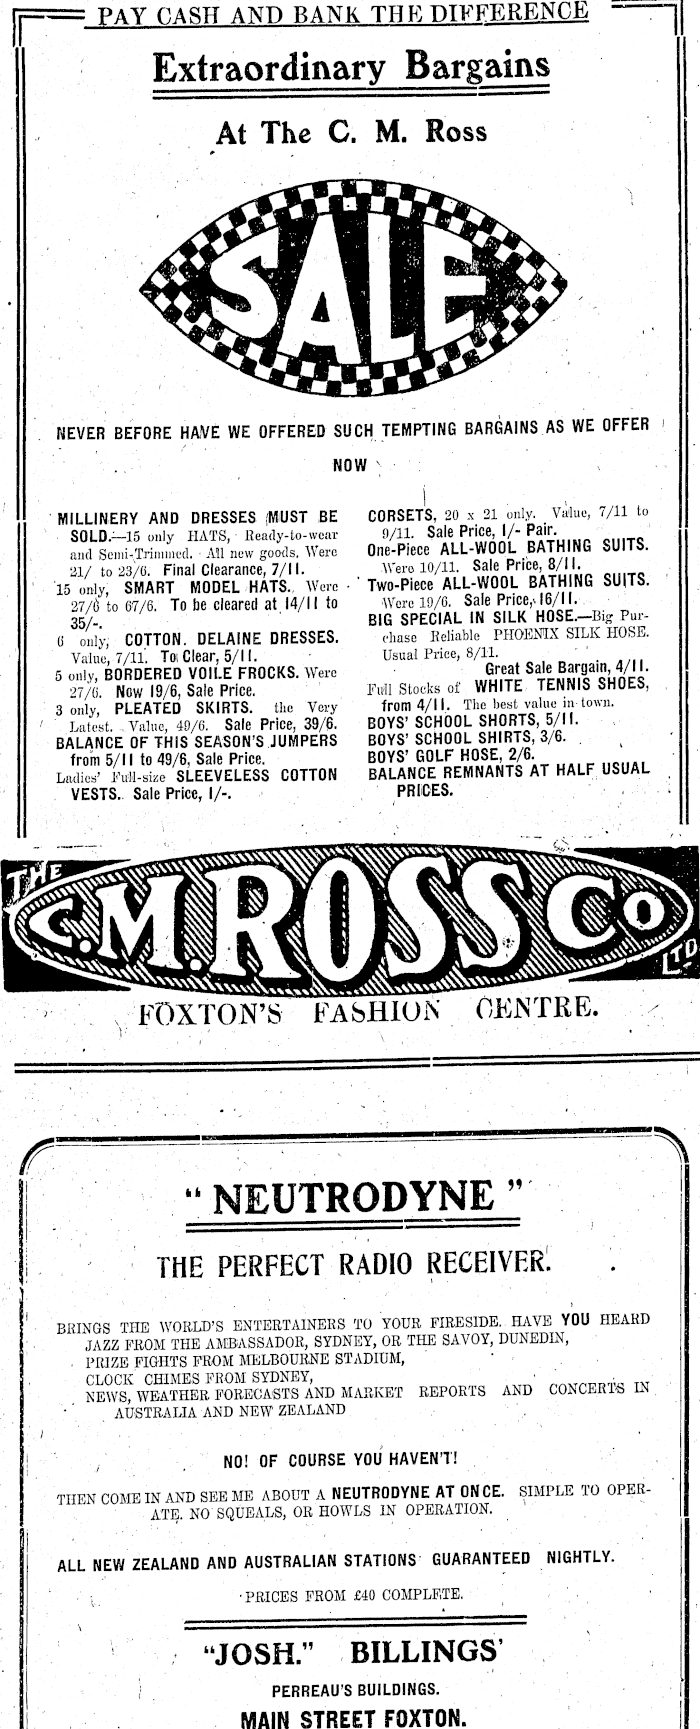 PAY CASH AND BANK THE DIFFERENCE
Extraordinary Bargains
At The C. M. Ross
SALE
NEVER BEFORE HAVE WE OFFERED SUCH TEMPTING BARGAINS AS WE OFFER
NOW
MILLINERY AND DRESSES MUST BE
SOLD.—15 only HATS, Ready-to-wear
and Semi-Trimmed. All new goods. Were
21/ to 23/6. Final Clearance, 7/11.
15 only, SMART MODEL HATS. Were
27/6 to 67/6. To be cleared at 14/11 to
35/-.
6 only, COTTON DELAINE DRESSES.
Value, 7/11. To Clear, 5/11.
5 only, BORDERED VOILE FROCKS. Were
27/6. Now 19/6, Sale Price.
3 only, PLEATED SKIRTS. the Very
Latest. Value, 49/6. Sale Price, 39/6.
BALANCE OF THIS SEASON'S JUMPERS
from 5/11 to 49/6, Sale Price.
Ladies' Full-size SLEEVELESS COTTON
VESTS. Sale Price, 1/-.
CORSETS, 20 x 21 only. Value, 7/11 to
9/11. Sale Price, 1/- Pair.
One-Piece ALL-WOOL BATHING SUITS.
Were 10/11. Sale Price, 8/11.
Two-Piece ALL-WOOL BATHING SUITS.
Were 19/6. Sale Price, 16/11.
BIG SPECIAL IN SILK HOSE.—Big Pur-
chase Reliable PHOENIX SILK HOSE.
Usual Price, 8/11.
Great Sale Bargain, 4/11.
Full Stocks of WHITE TENNIS SHOES,
from 4/11. The best value in town.
BOYS' SCHOOL SHORTS, 5/11.
BOYS' SCHOOL SHIRTS, 3/6.
BOYS' GOLF HOSE, 2/6.
BALANCE REMNANTS AT HALF USUAL
PRICES.
THE C.M. ROSS CO LTD
FOXTON'S FASHION CENTRE.
"NEUTRODYNE"
THE PERFECT RADIO RECEIVER.
BRINGS THE WORLD'S ENTERTAINERS TO YOUR FIRESIDE. HAVE YOU HEARD
JAZZ FROM THE AMBASSADOR, SYDNEY, OR THE SAVOY, DUNEDIN,
PRIZE FIGHTS FROM MELBOURNE STADIUM,
CLOCK CHIMES FROM SYDNEY,
NEWS, WEATHER FORECASTS AND MARKET REPORTS AND CONCERTS IN
AUSTRALIA AND NEW ZEALAND
NO! OF COURSE YOU HAVEN'T!
THEN COME IN AND SEE ME ABOUT A NEUTRODYNE AT ONCE. SIMPLE TO OPER-
ATE. NO SQUEALS, OR HOWLS IN OPERATION.
ALL NEW ZEALAND AND AUSTRALIAN STATIONS GUARANTEED NIGHTLY.
PRICES FROM £40 COMPLETE.
"JOSH." BILLINGS'
PERREAU'S BUILDINGS.
MAIN STREET FOXTON.